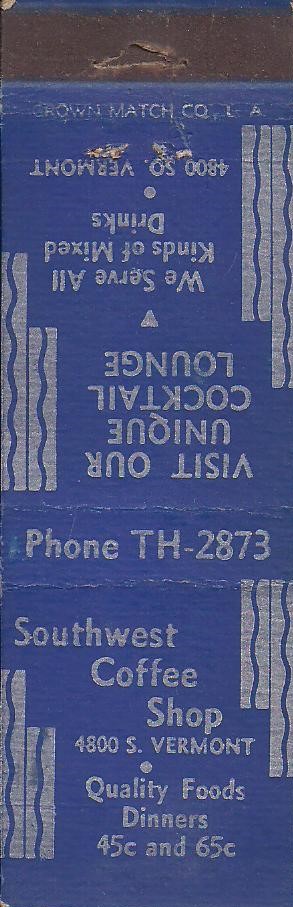 CROWN MATCH CO., L. A.
VISIT OUR
UNIQUE
COCKTAIL
LOUNGE
We Serve All
Kinds of Mixed
Drinks
4800 SO. VERMONT
Phone TH-2873
Southwest
Coffee
Shop
4800 S. VERMONT
Quality Foods
Dinners
45c and 65c